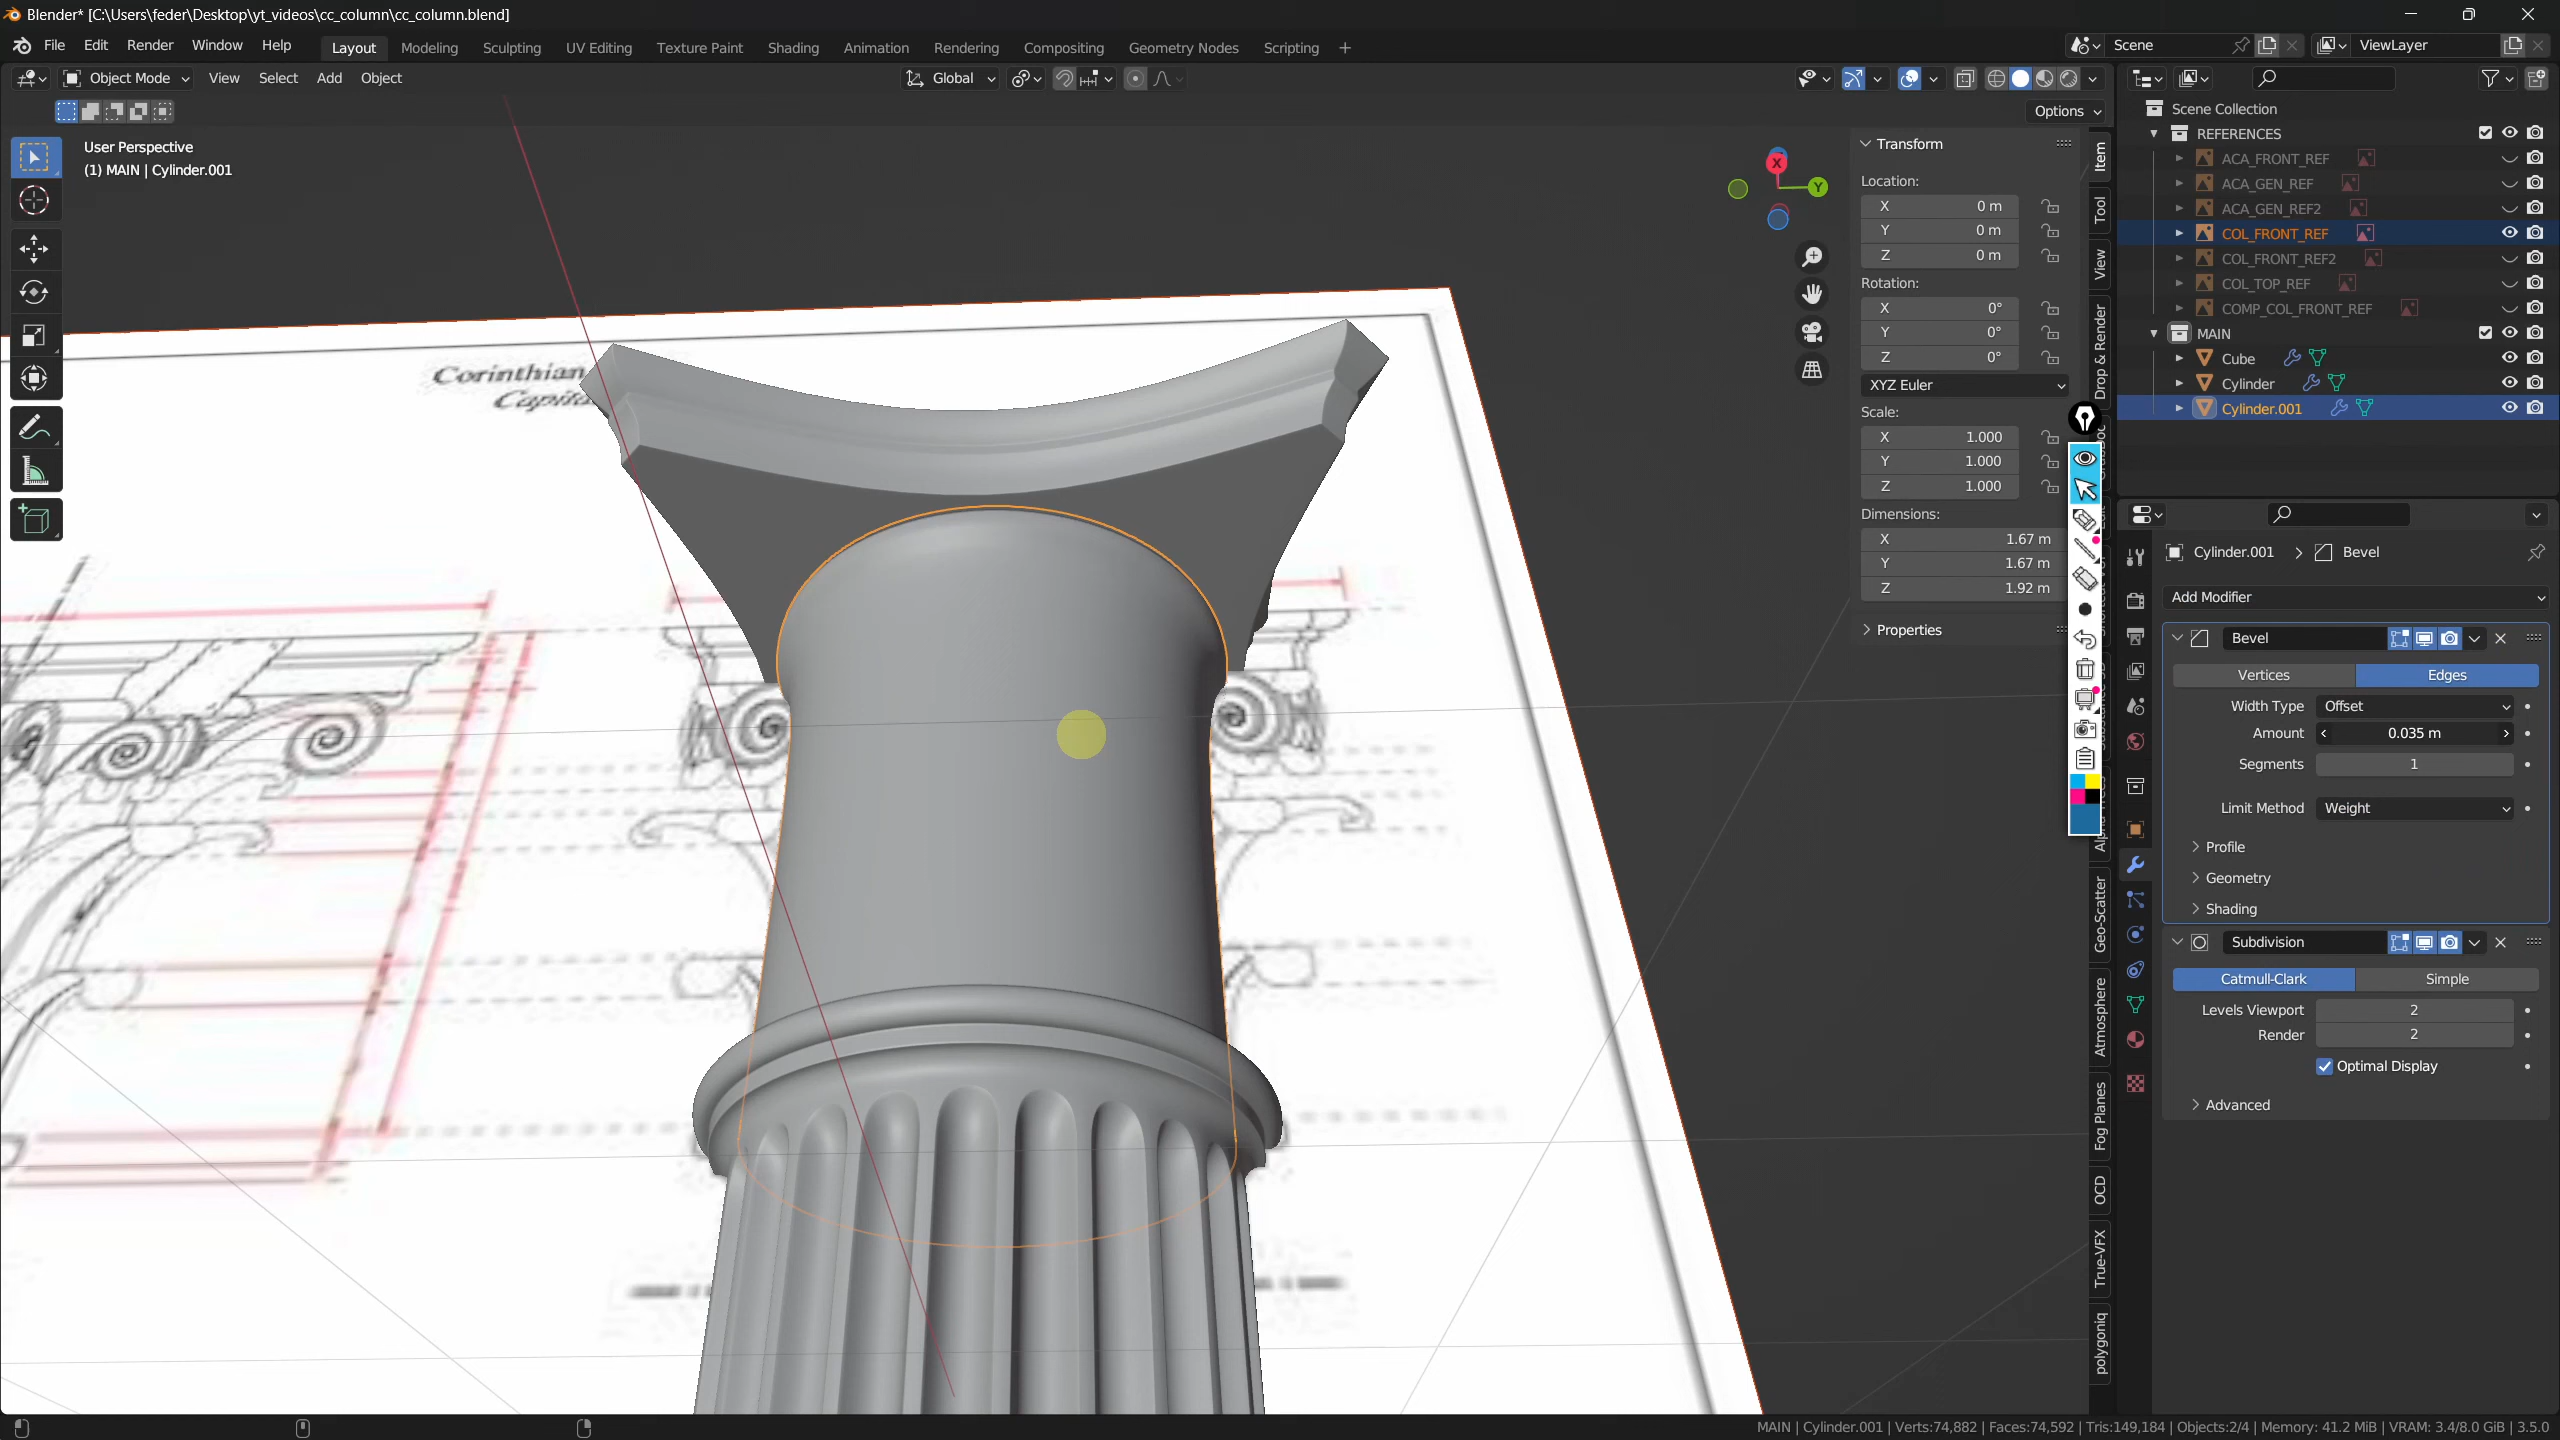 Blender* [C:\Users\feder\Desktop\yt_videos\cc_column\cc_column.blend]
File Edit Render Window Help Layout Modeling Sculpting UV Editing Texture Paint Shading Animation Rendering Compositing Geometry Nodes Scripting + Scene ViewLayer
Object Mode View Select Add Object Global
Options
User Perspective
(1) MAIN | Cylinder.001
Corinthian
X
Y
Transform
Location:
X 0 m
Y 0 m
Z 0 m
Rotation:
X 0°
Y 0°
Z 0°
XYZ Euler
Scale:
X 1.000
Y 1.000
Z 1.000
Dimensions:
X 1.67 m
Y 1.67 m
Z 1.92 m
Properties
Item
Tool
View
Drop & Render
Geo-Scatter
Atmosphere
Fog Planes
OCD
True-VFX
polygoniq
Scene Collection
REFERENCES
ACA_FRONT_REF
ACA_GEN_REF
ACA_GEN_REF2
COL_FRONT_REF
COL_FRONT_REF2
COL_TOP_REF
COMP_COL_FRONT_REF
MAIN
Cube
Cylinder
Cylinder.001
Cylinder.001 > Bevel
Add Modifier
Bevel
Vertices Edges
Width Type Offset
Amount 0.035 m
Segments 1
Limit Method Weight
Profile
Geometry
Shading
Subdivision
Catmull-Clark Simple
Levels Viewport 2
Render 2
Optimal Display
Advanced
MAIN | Cylinder.001 | Verts:74,882 | Faces:74,592 | Tris:149,184 | Objects:2/4 | Memory: 41.2 MiB | VRAM: 3.4/8.0 GiB | 3.5.0